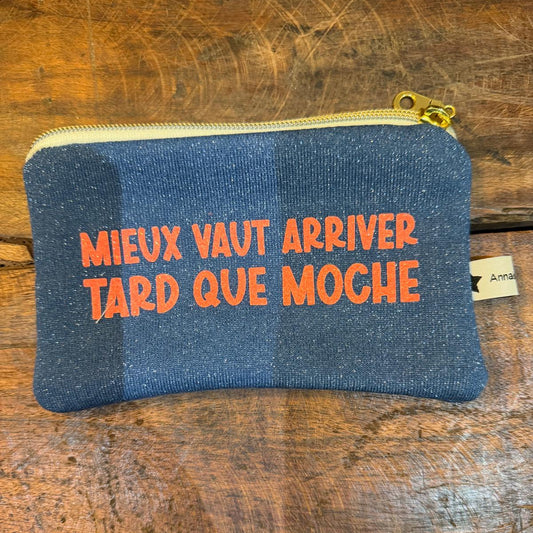 MIEUX VAUT ARRIVER
TARD QUE MOCHE